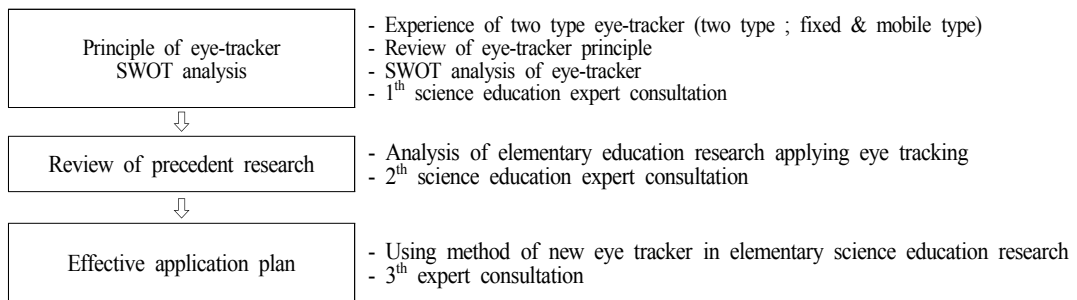 Principle of eye-tracker
SWOT analysis
- Experience of two type eye-tracker (two type ; fixed & mobile type)
- Review of eye-tracker principle
- SWOT analysis of eye-tracker
- 1th science education expert consultation
Review of precedent research
- Analysis of elementary education research applying eye tracking
- 2th science education expert consultation
Effective application plan
- Using method of new eye tracker in elementary science education research
- 3th expert consultation